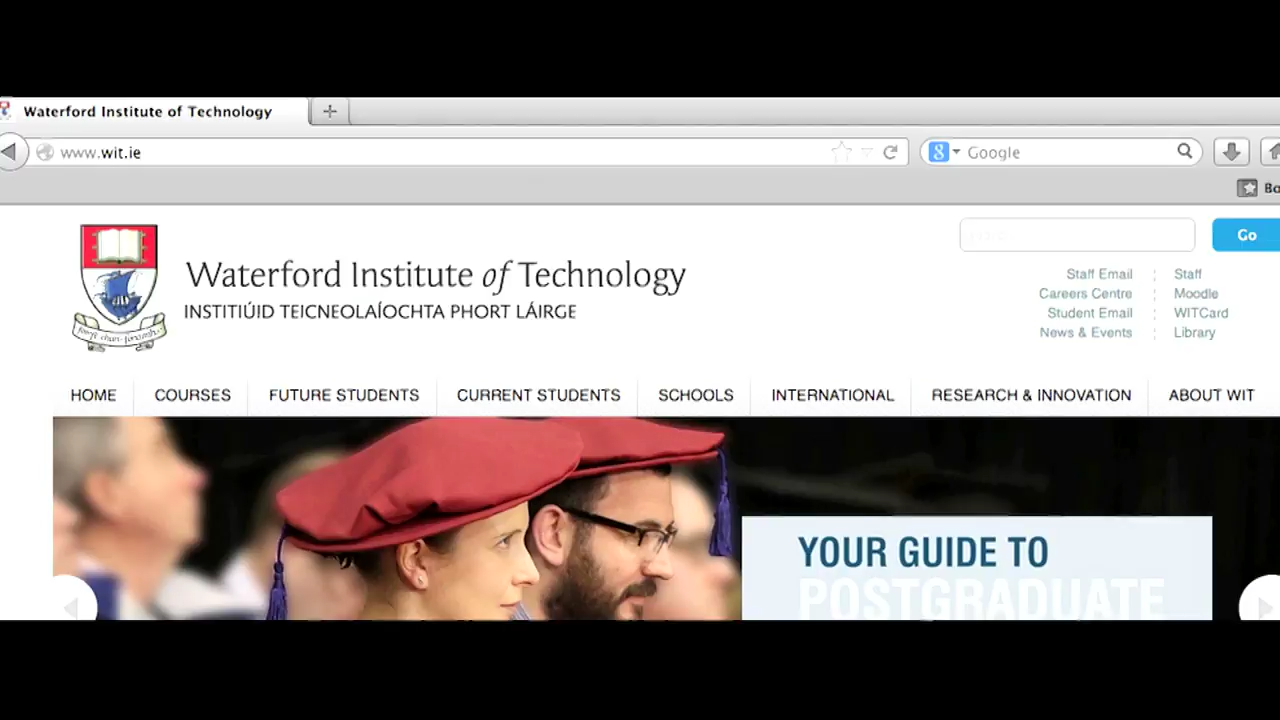 Waterford Institute of Technology
www.wit.ie
Google
Waterford Institute of Technology
INSTITIÚID TEICNEOLAÍOCHTA PHORT LÁIRGE
Go
Staff Email
Staff
Careers Centre
Moodle
Student Email
WITCard
News & Events
Library
HOME
COURSES
FUTURE STUDENTS
CURRENT STUDENTS
SCHOOLS
INTERNATIONAL
RESEARCH & INNOVATION
ABOUT WIT
YOUR GUIDE TO
POSTGRADUATE